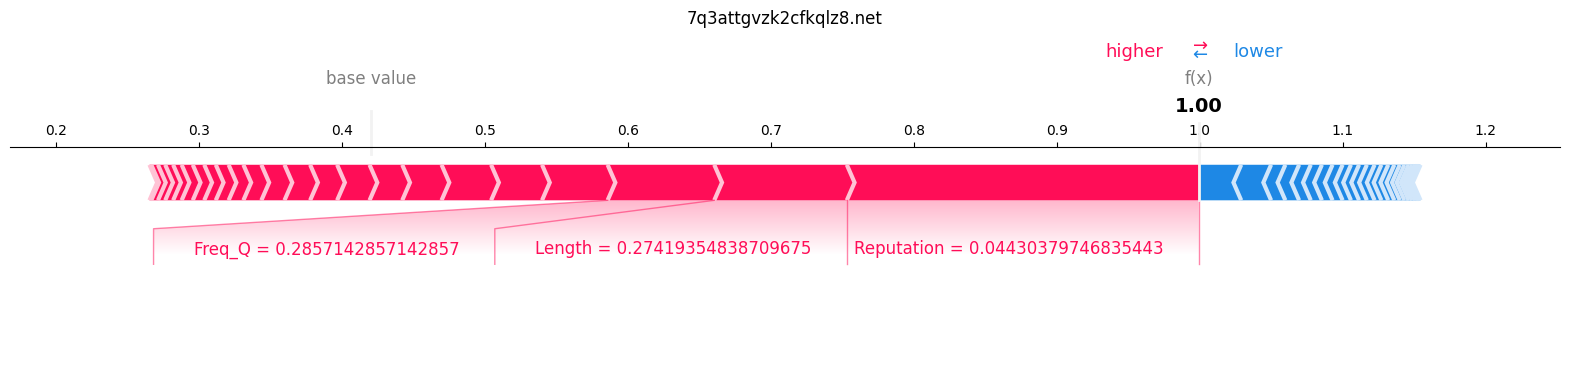 7q3attgvzk2cfkqlz8.net
higher ⇄ lower
base value f(x)
1.00
0.2 0.3 0.4 0.5 0.6 0.7 0.8 0.9 1.0 1.1 1.2
Freq_Q = 0.2857142857142857 Length = 0.27419354838709675 Reputation = 0.04430379746835443